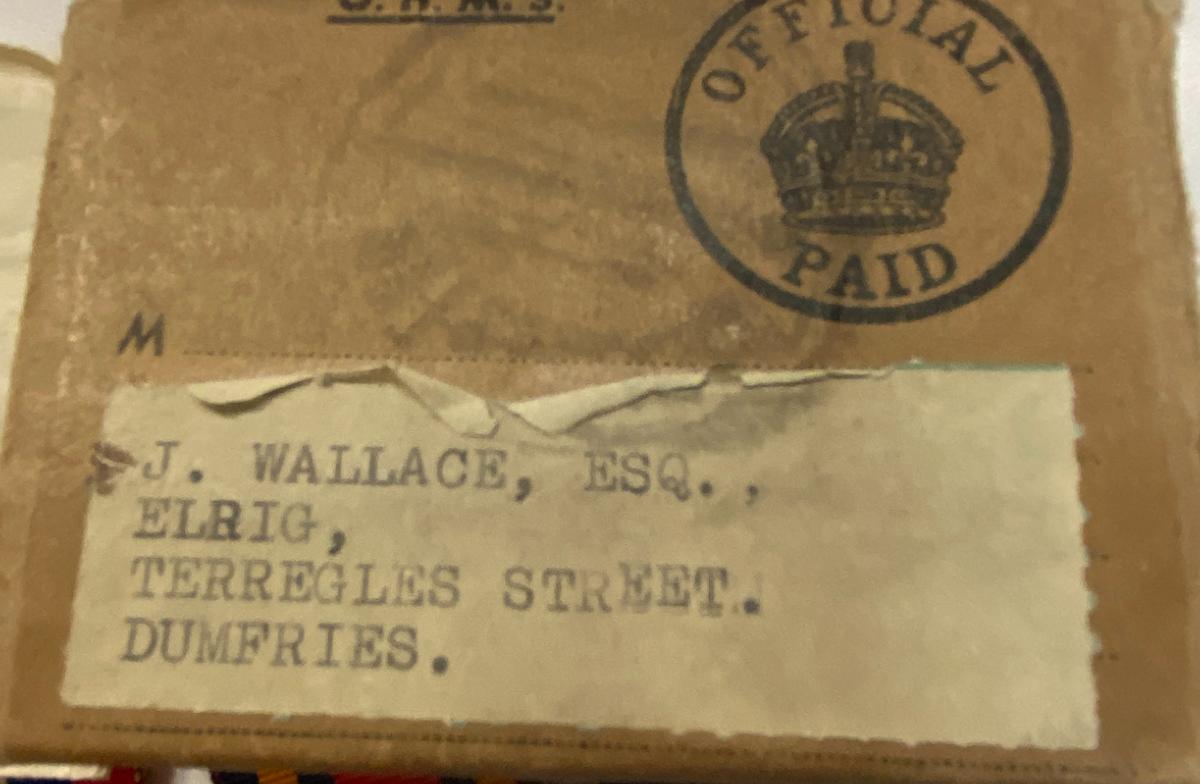 O. H. M. S.
OFFICIAL
PAID
M
J. WALLACE, ESQ.,
ELRIG,
TERREGLES STREET.
DUMFRIES.